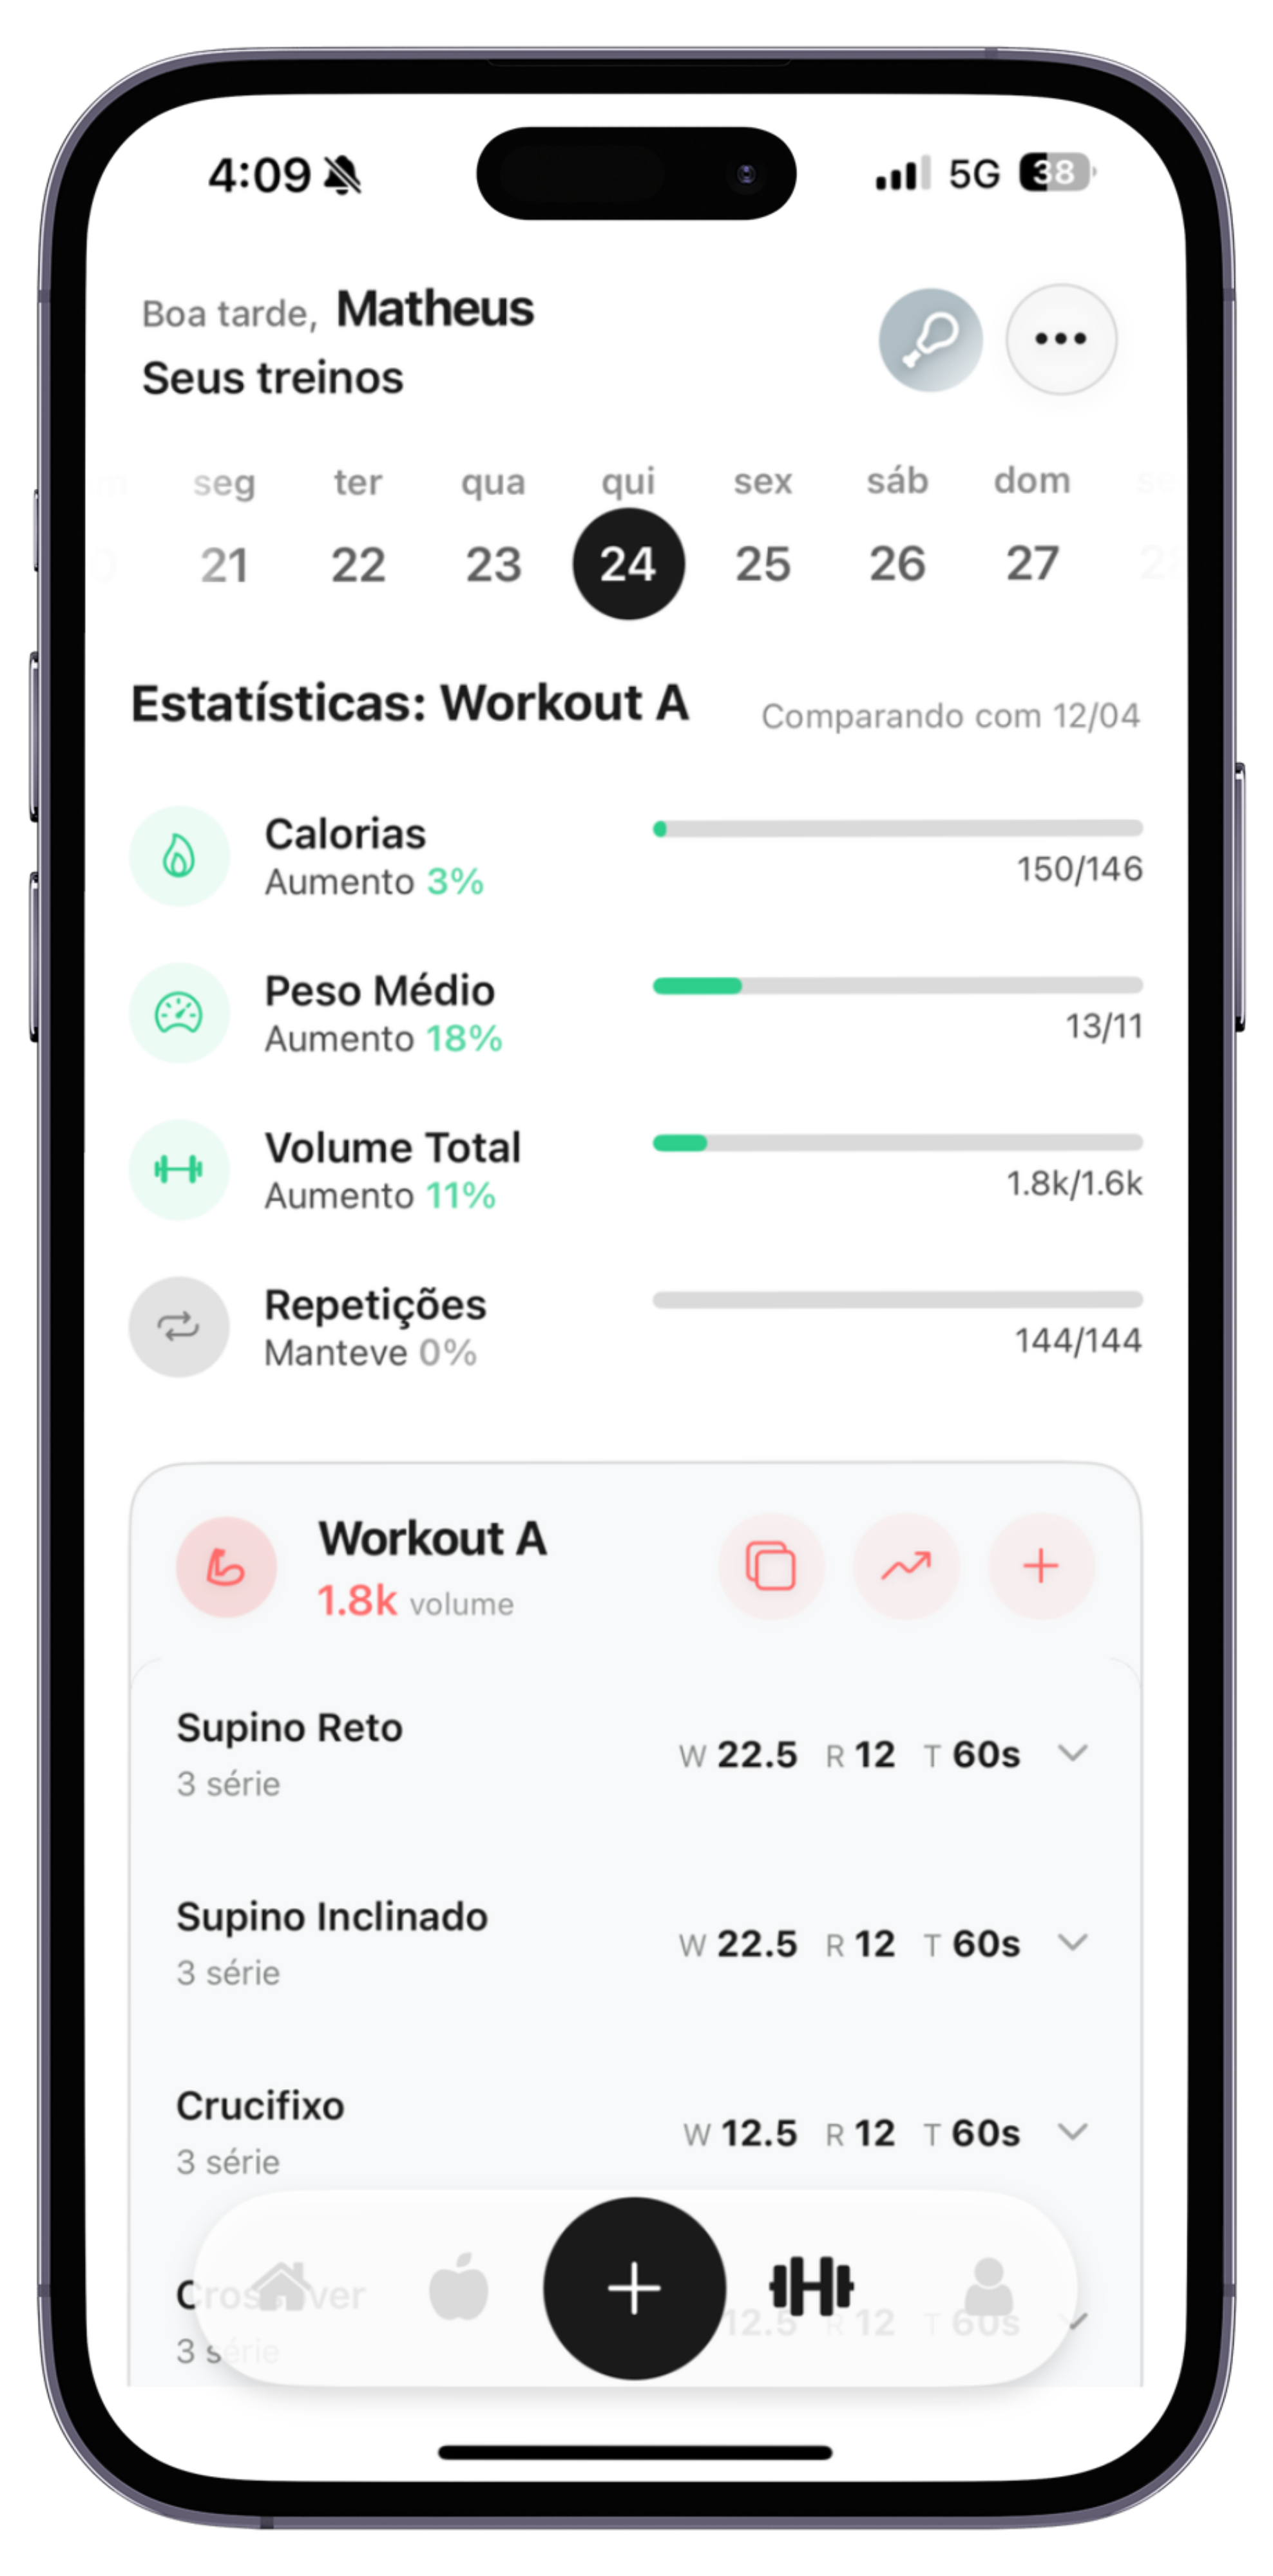 4:09 5G 38
Boa tarde, Matheus
Seus treinos
seg ter qua qui sex sáb dom
21 22 23 24 25 26 27
Estatísticas: Workout A Comparando com 12/04
Calorias
Aumento 3% 150/146
Peso Médio
Aumento 18% 13/11
Volume Total
Aumento 11% 1.8k/1.6k
Repetições
Manteve 0% 144/144
Workout A
1.8k volume
Supino Reto
W 22.5 R 12 T 60s
3 série
Supino Inclinado
W 22.5 R 12 T 60s
3 série
Crucifixo
W 12.5 R 12 T 60s
3 série
12.5 R 12 T 60s
3 série